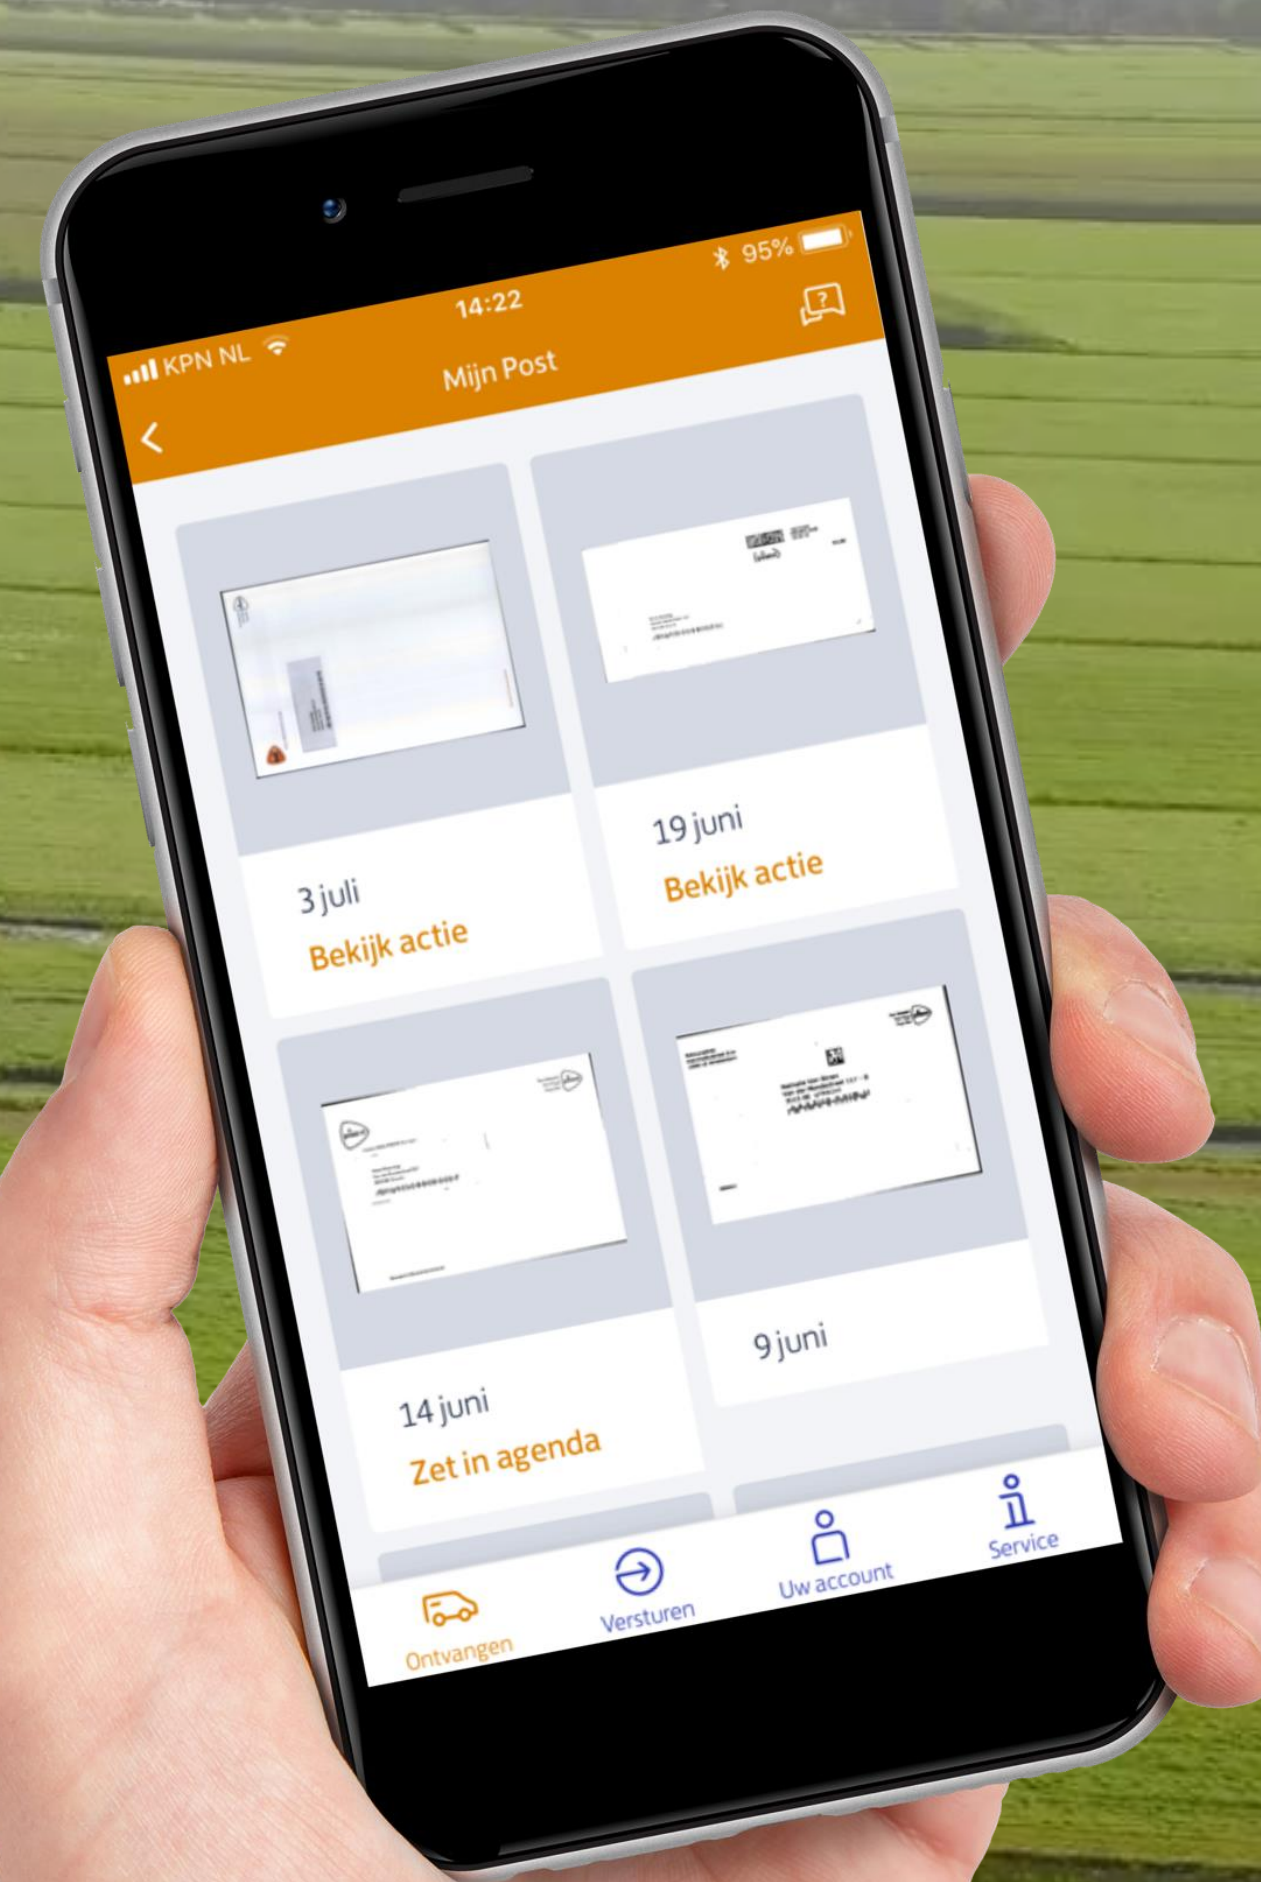 KPN NL
14:22
95%
Mijn Post
3 juli
Bekijk actie
19 juni
Bekijk actie
14 juni
Zet in agenda
9 juni
Ontvangen
Versturen
Uw account
Service